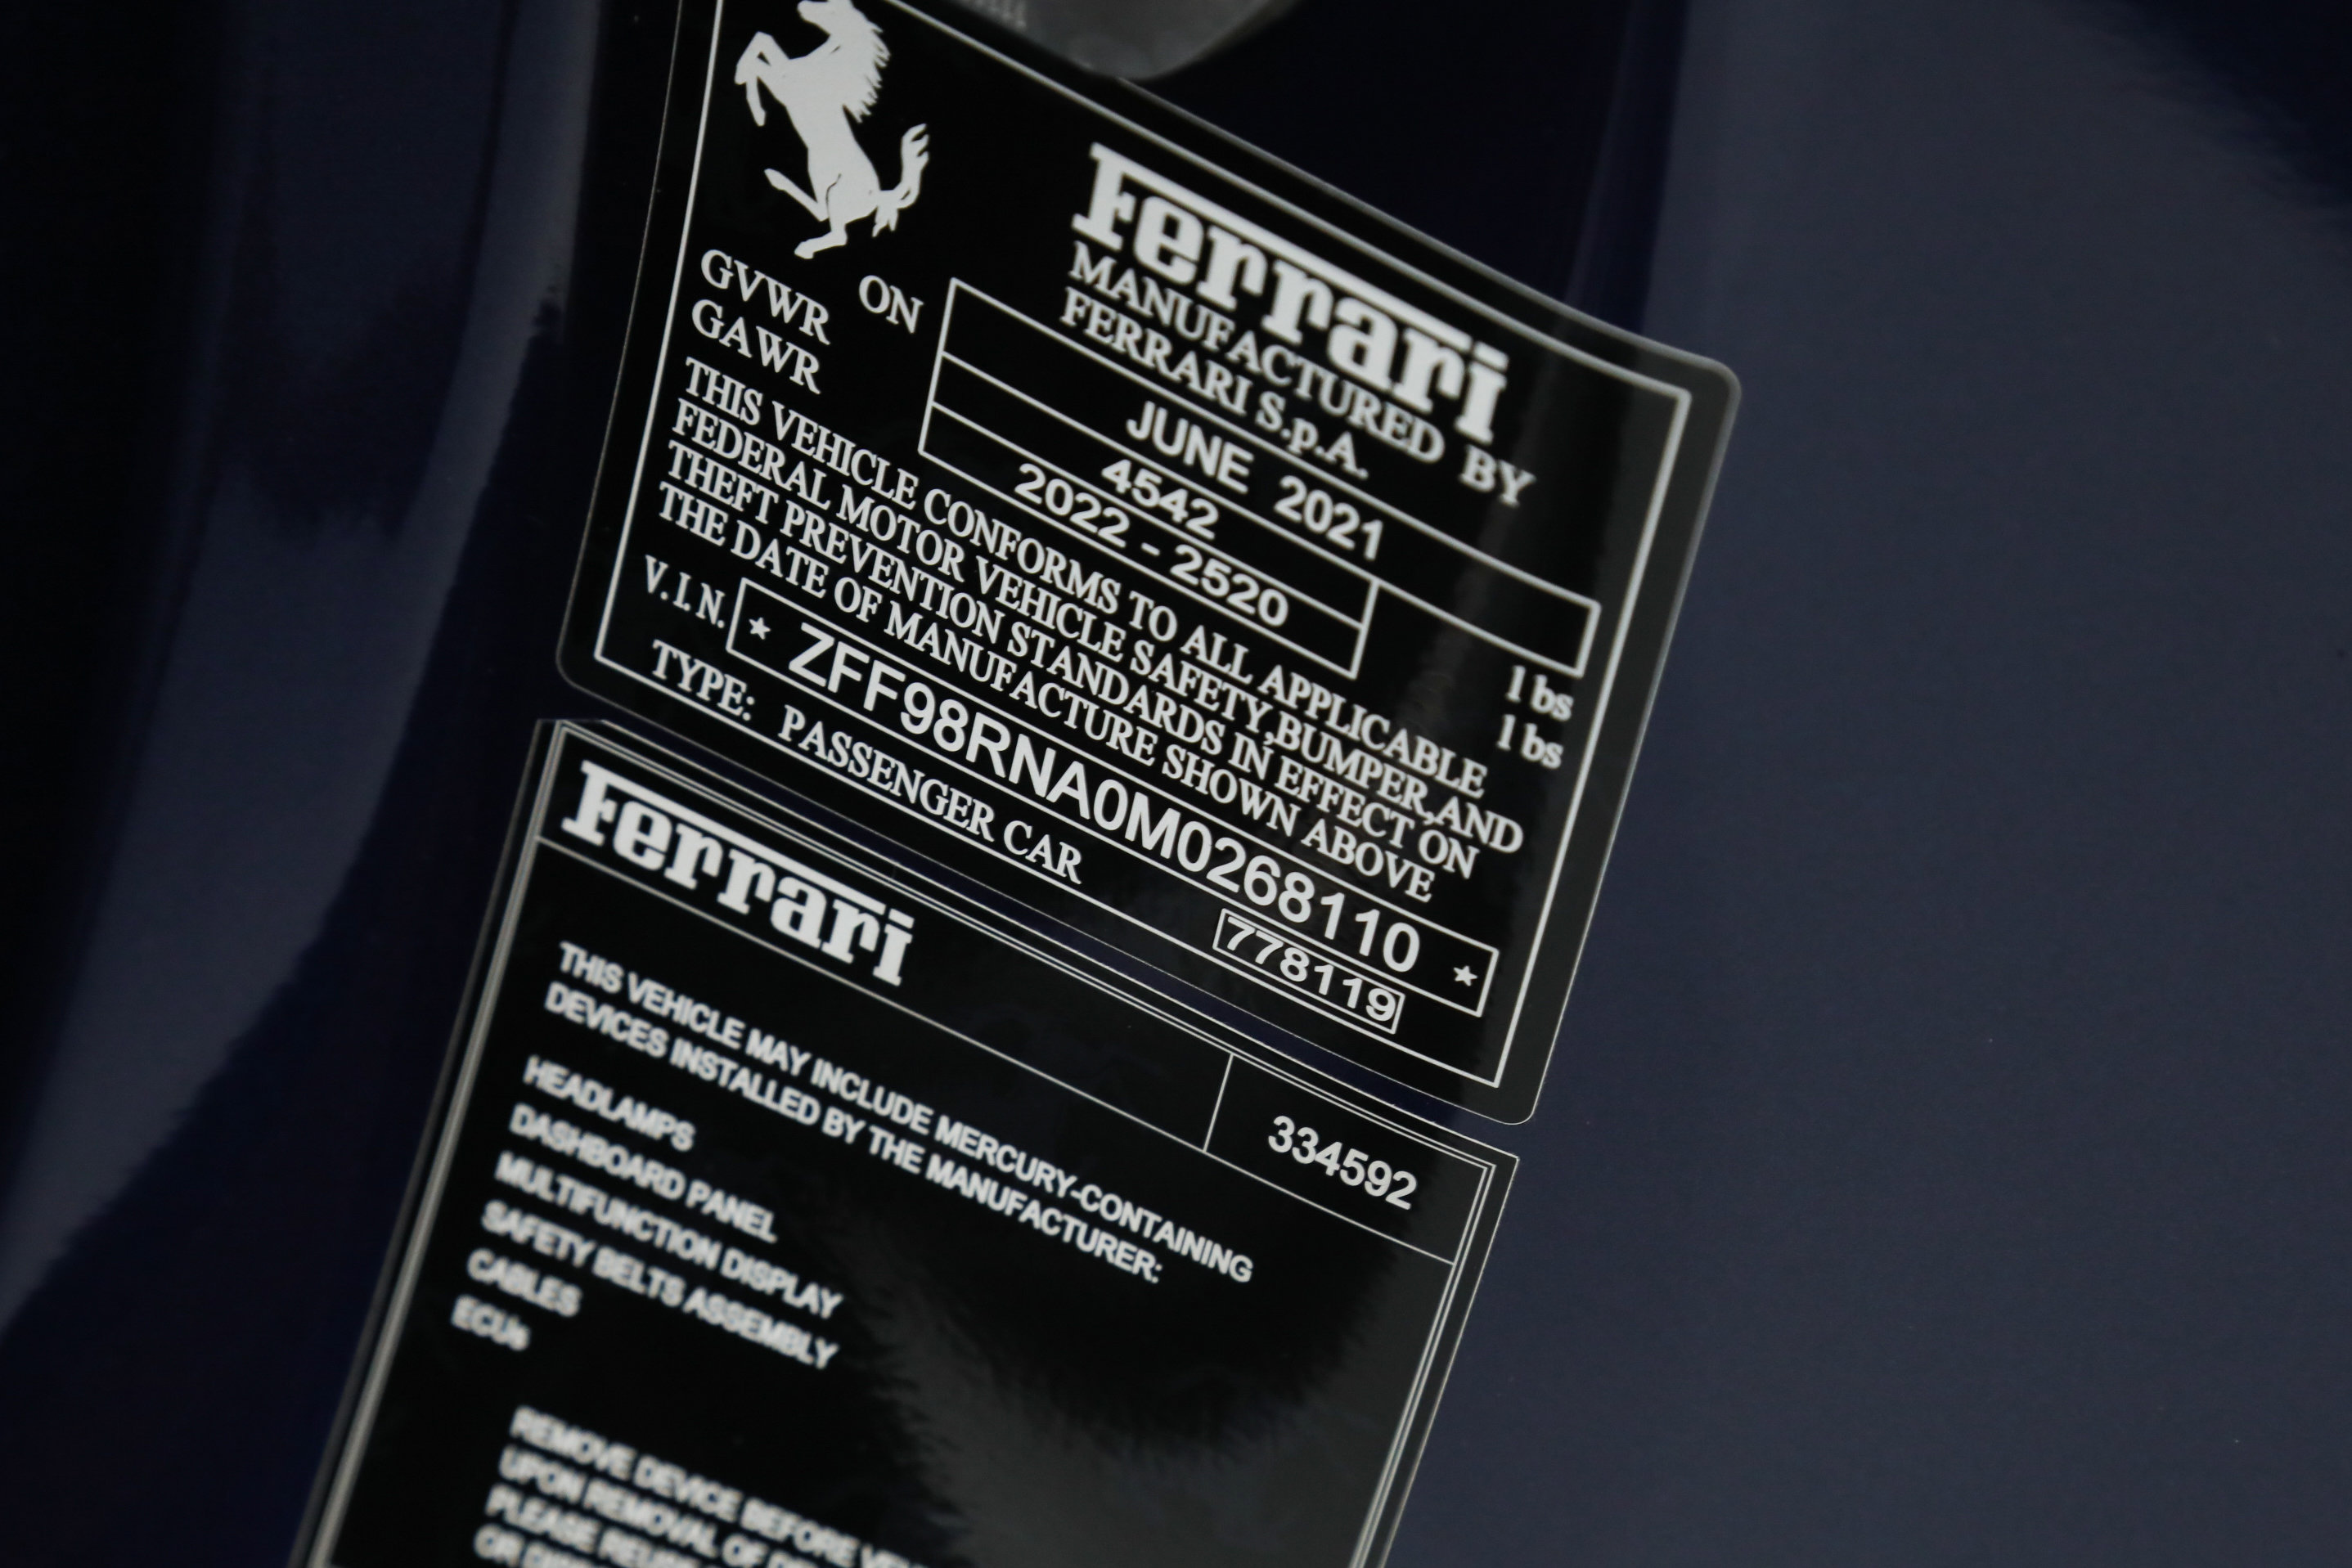 Ferrari
MANUFACTURED BY
FERRARI S.p.A.
ON JUNE 2021
GVWR 4542 lbs
GAWR 2022 - 2520 lbs
THIS VEHICLE CONFORMS TO ALL APPLICABLE
FEDERAL MOTOR VEHICLE SAFETY,BUMPER,AND
THEFT PREVENTION STANDARDS IN EFFECT ON
THE DATE OF MANUFACTURE SHOWN ABOVE
V.I.N. ★ ZFF98RNA0M0268110 ★
TYPE: PASSENGER CAR 778119
Ferrari 334592
THIS VEHICLE MAY INCLUDE MERCURY-CONTAINING
DEVICES INSTALLED BY THE MANUFACTURER:
HEADLAMPS
DASHBOARD PANEL
MULTIFUNCTION DISPLAY
SAFETY BELTS ASSEMBLY
CABLES
ECUs
REMOVE DEVICE BEFORE
UPON REMOVAL OF
PLEASE
OR